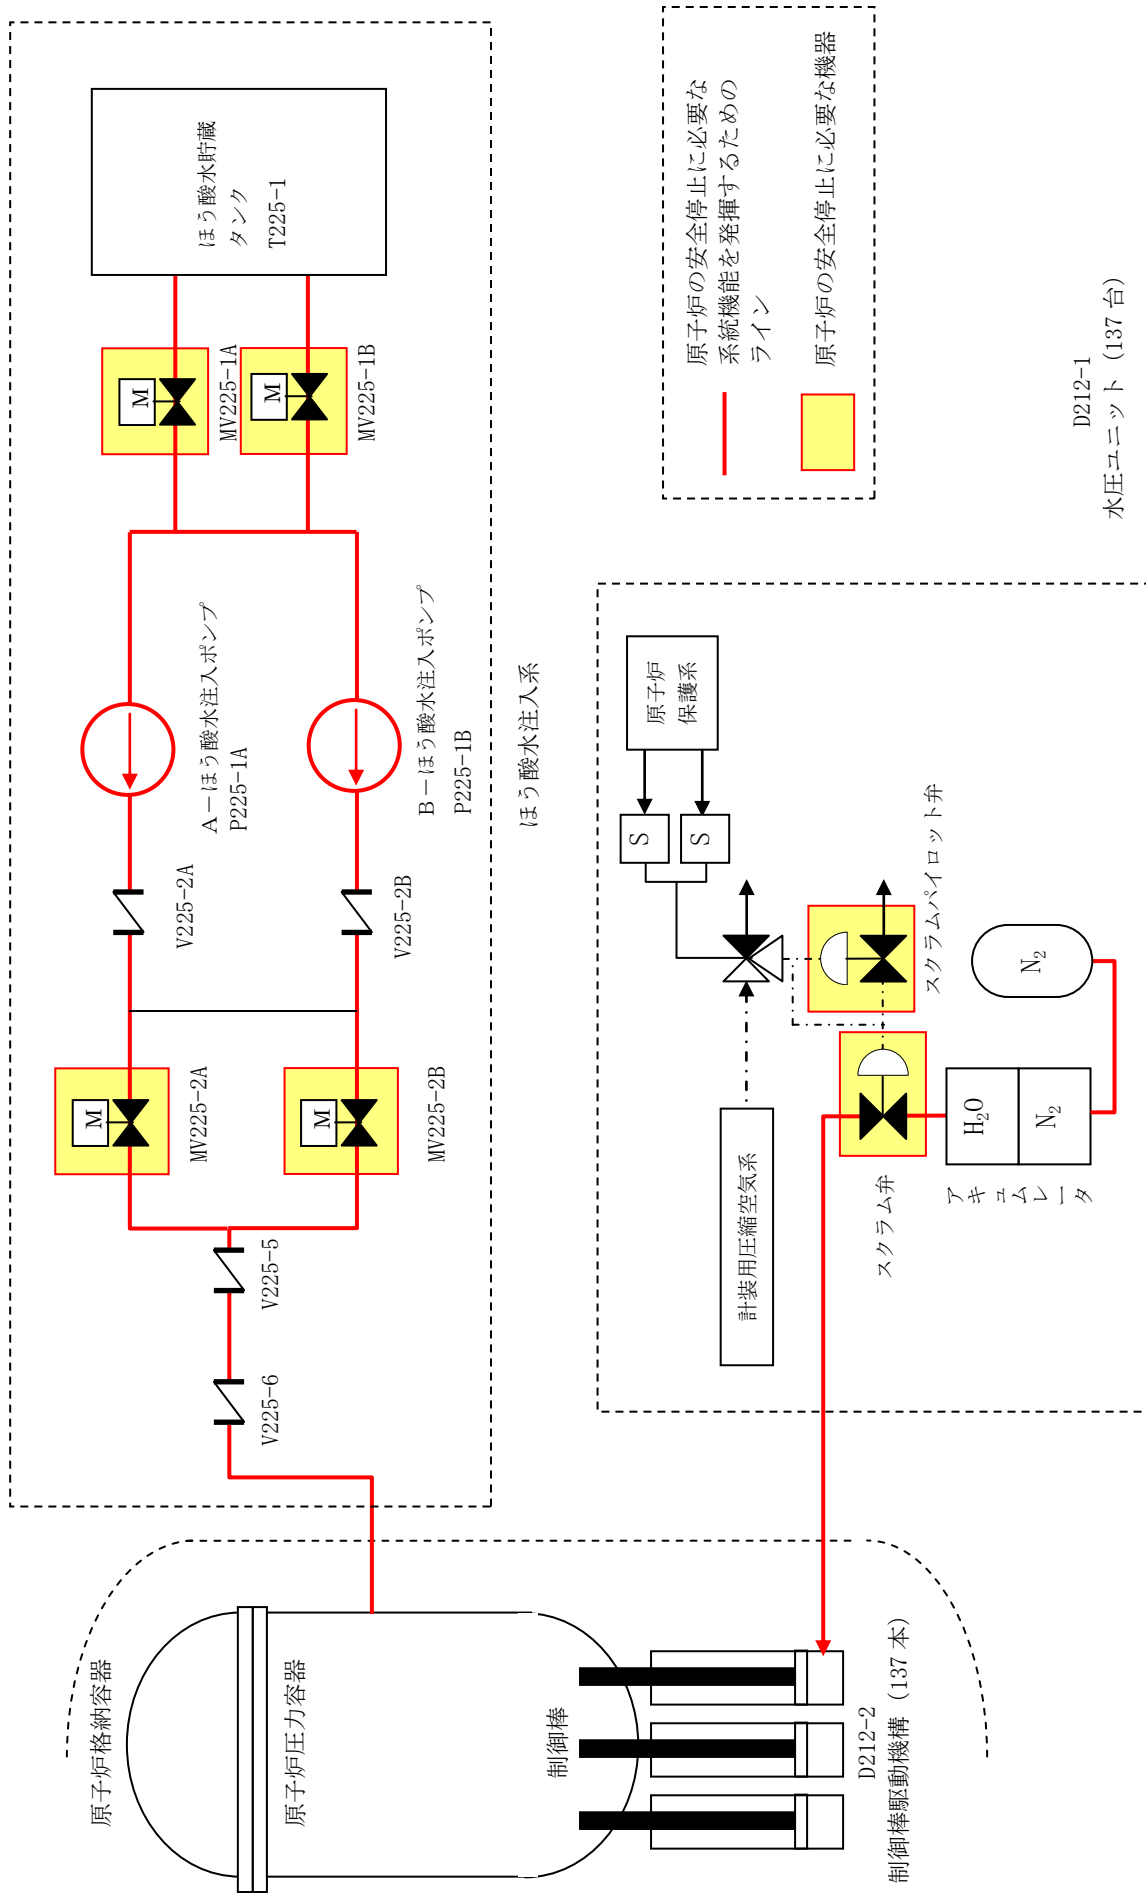 原子炉格納容器
原子炉圧力容器
制御棒
D212-2
制御棒駆動機構（137 本）
V225-6
V225-5
M
MV225-2A
M
MV225-2B
V225-2A
V225-2B
A－ほう酸水注入ポンプ
P225-1A
B－ほう酸水注入ポンプ
P225-1B
M
MV225-1A
M
MV225-1B
ほう酸水貯蔵
タンク
T225-1
ほう酸水注入系
計装用圧縮空気系
原子炉
保護系
S
S
スクラムパイロット弁
スクラム弁
アキュムレータ
H₂O
N₂
N₂
D212-1
水圧ユニット（137 台）
原子炉の安全停止に必要な
系統機能を発揮するための
ライン
原子炉の安全停止に必要な機器